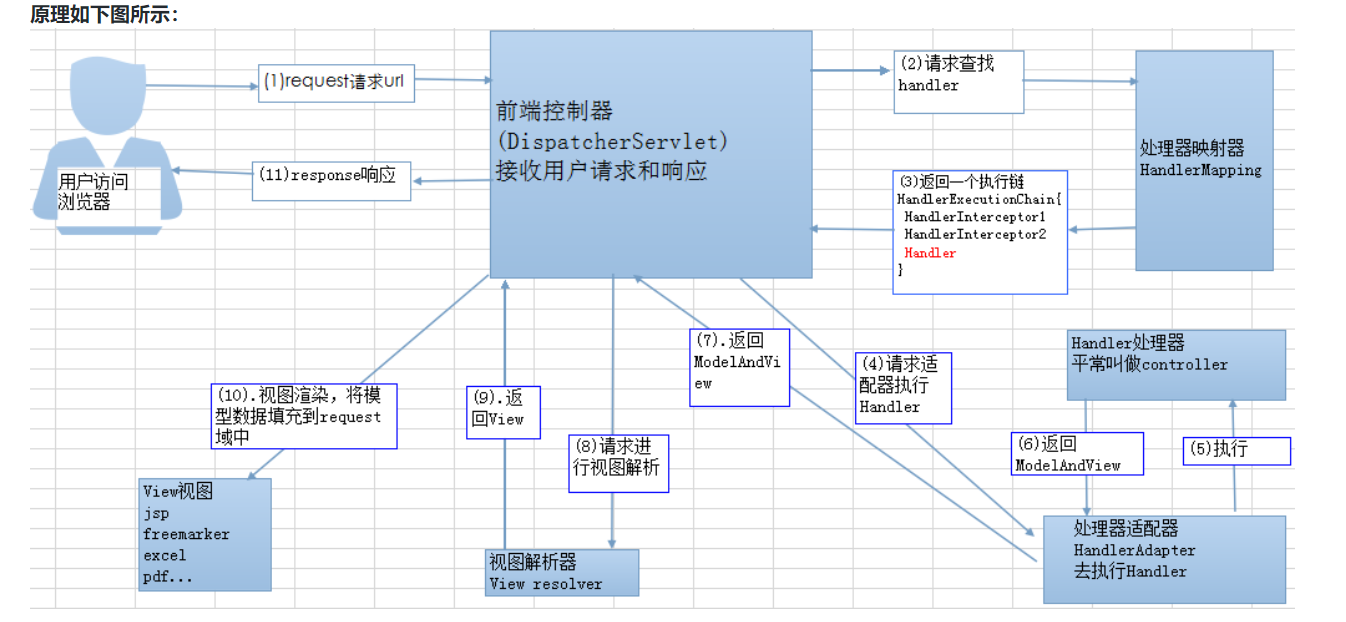 原理如下图所示：
(1)request请求url
前端控制器
(DispatcherServlet)
接收用户请求和响应
(2)请求查找
handler
处理器映射器
HandlerMapping
用户访问
浏览器
(11)response响应
(3)返回一个执行链
HandlerExecutionChain{
HandlerInterceptor1
HandlerInterceptor2
Handler
}
(7).返回
ModelAndVi
ew
(4)请求适
配器执行
Handler
Handler处理器
平常叫做controller
(10).视图渲染，将模
型数据填充到request
域中
(9).返
回View
(8)请求进
行视图解析
(6)返回
ModelAndView
(5)执行
View视图
jsp
freemarker
excel
pdf...
视图解析器
View resolver
处理器适配器
HandlerAdapter
去执行Handler